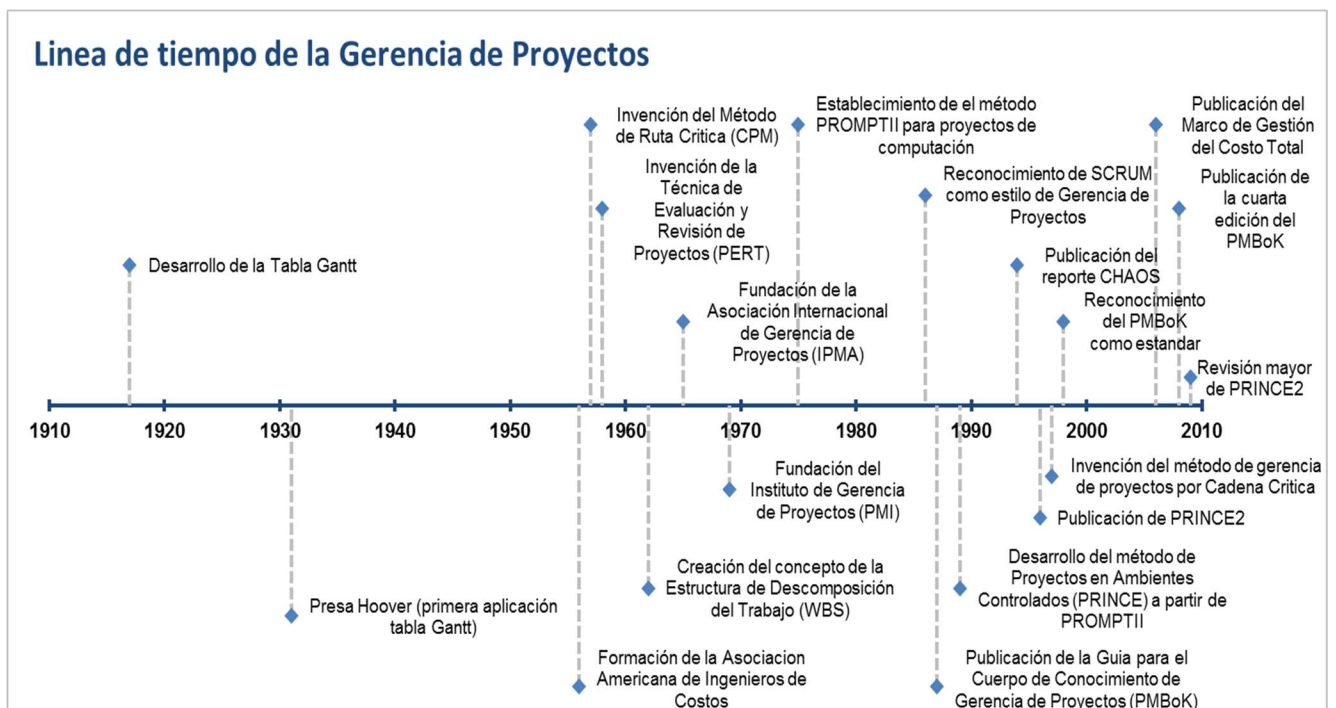 Linea de tiempo de la Gerencia de Proyectos
Invención del Método
de Ruta Critica (CPM)
Invención de la
Técnica de
Evaluación y
Revisión de
Proyectos (PERT)
Desarrollo de la Tabla Gantt
Fundación de la
Asociación Internacional
de Gerencia de
Proyectos (IPMA)
Establecimiento de el método
PROMPTII para proyectos de
computación
Reconocimiento de SCRUM
como estilo de Gerencia de
Proyectos
Publicación del
reporte CHAOS
Reconocimiento
del PMBoK
como estandar
Publicación del
Marco de Gestión
del Costo Total
Publicación de
la cuarta
edición del
PMBoK
Revisión mayor
de PRINCE2
1910 1920 1930 1940 1950 1960 1970 1980 1990 2000 2010
Presa Hoover (primera aplicación
tabla Gantt)
Fundación del
Instituto de Gerencia
de Proyectos (PMI)
Creación del concepto de la
Estructura de Descomposición
del Trabajo (WBS)
Formación de la Asociacion
Americana de Ingenieros de
Costos
Invención del método de gerencia
de proyectos por Cadena Critica
Publicación de PRINCE2
Desarrollo del método de
Proyectos en Ambientes
Controlados (PRINCE) a partir de
PROMPTII
Publicación de la Guia para el
Cuerpo de Conocimiento de
Gerencia de Proyectos (PMBoK)